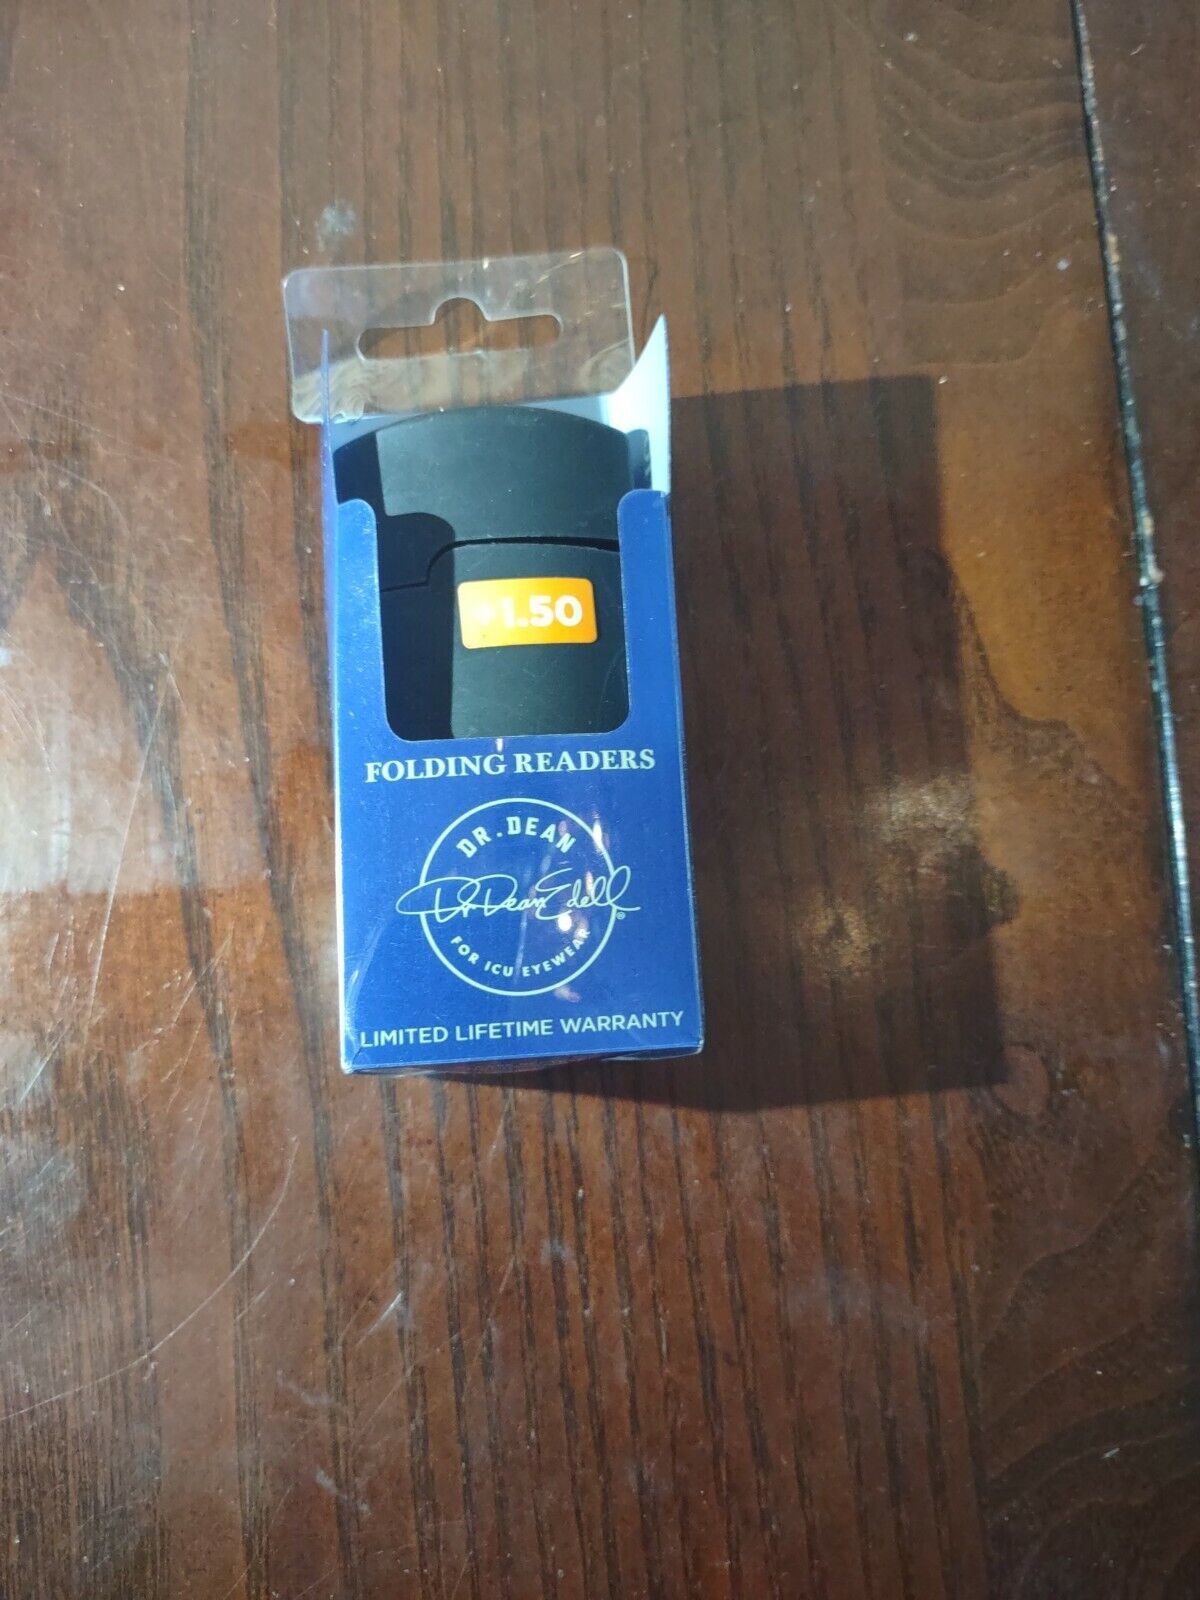 +1.50
FOLDING READERS
DR. DEAN
Dr. Dean Edell®
FOR ICU EYEWEAR
LIMITED LIFETIME WARRANTY